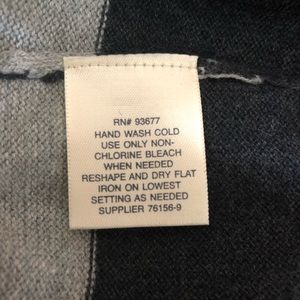 RN# 93677
HAND WASH COLD
USE ONLY NON-
CHLORINE BLEACH
WHEN NEEDED
RESHAPE AND DRY FLAT
IRON ON LOWEST
SETTING AS NEEDED
SUPPLIER 76156-9